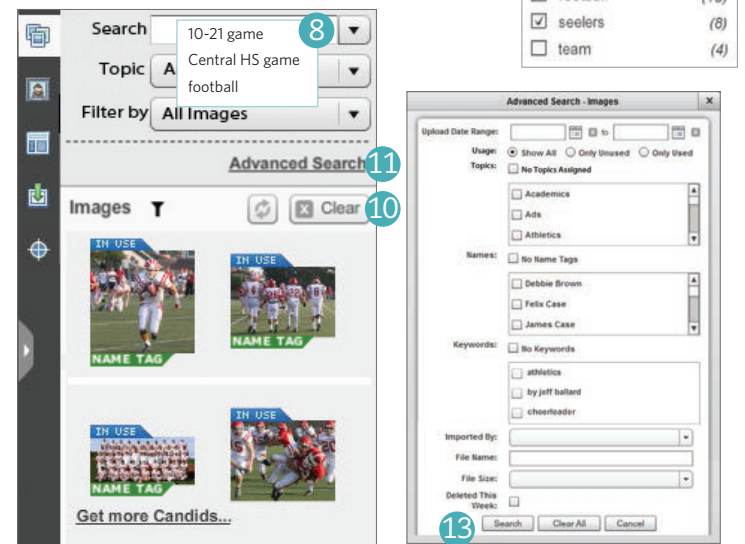 Search
8
10-21 game
Central HS game
football
Topic A
Filter by All Images
Advanced Search
11
Images
Clear
10
IN USE
NAME TAG
IN USE
NAME TAG
IN USE
NAME TAG
IN USE
Get more Candids...
seelers (8)
team (4)
Advanced Search - Images X
Upload Date Range: to
Usage: Show All Only Unused Only Used
Topics: No Topics Assigned
Academics
Ads
Athletics
Names: No Name Tags
Debbie Brown
Felix Case
James Case
Keywords: No Keywords
athletics
by jeff ballard
cheerleader
Imported By:
File Name:
File Size:
Deleted This
Week:
13
Search Clear All Cancel